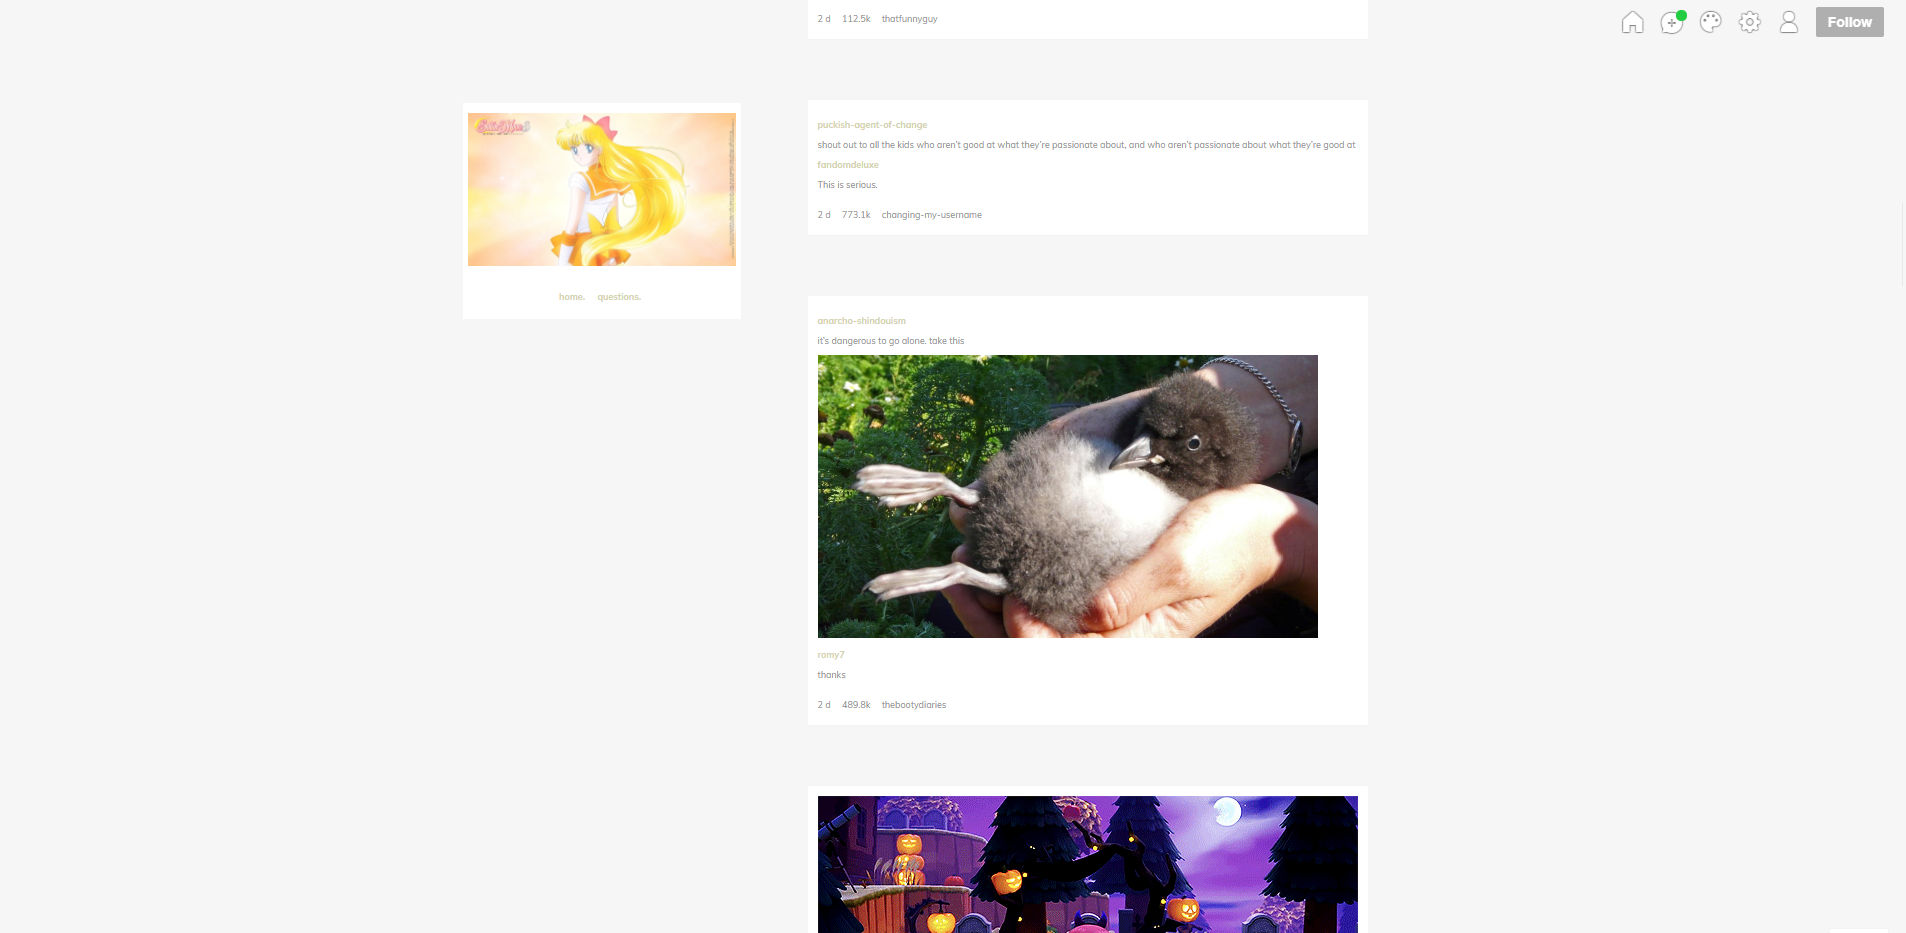 2 d 112.5k thatfunnyguy
Follow
puckish-agent-of-change
shout out to all the kids who aren't good at what they're passionate about, and who aren't passionate about what they're good at
fandomdeluxe
This is serious.
2 d 773.1k changing-my-username
home. questions.
anarcho-shindouism
it's dangerous to go alone. take this
romy7
thanks
2 d 489.8k thebootydiaries